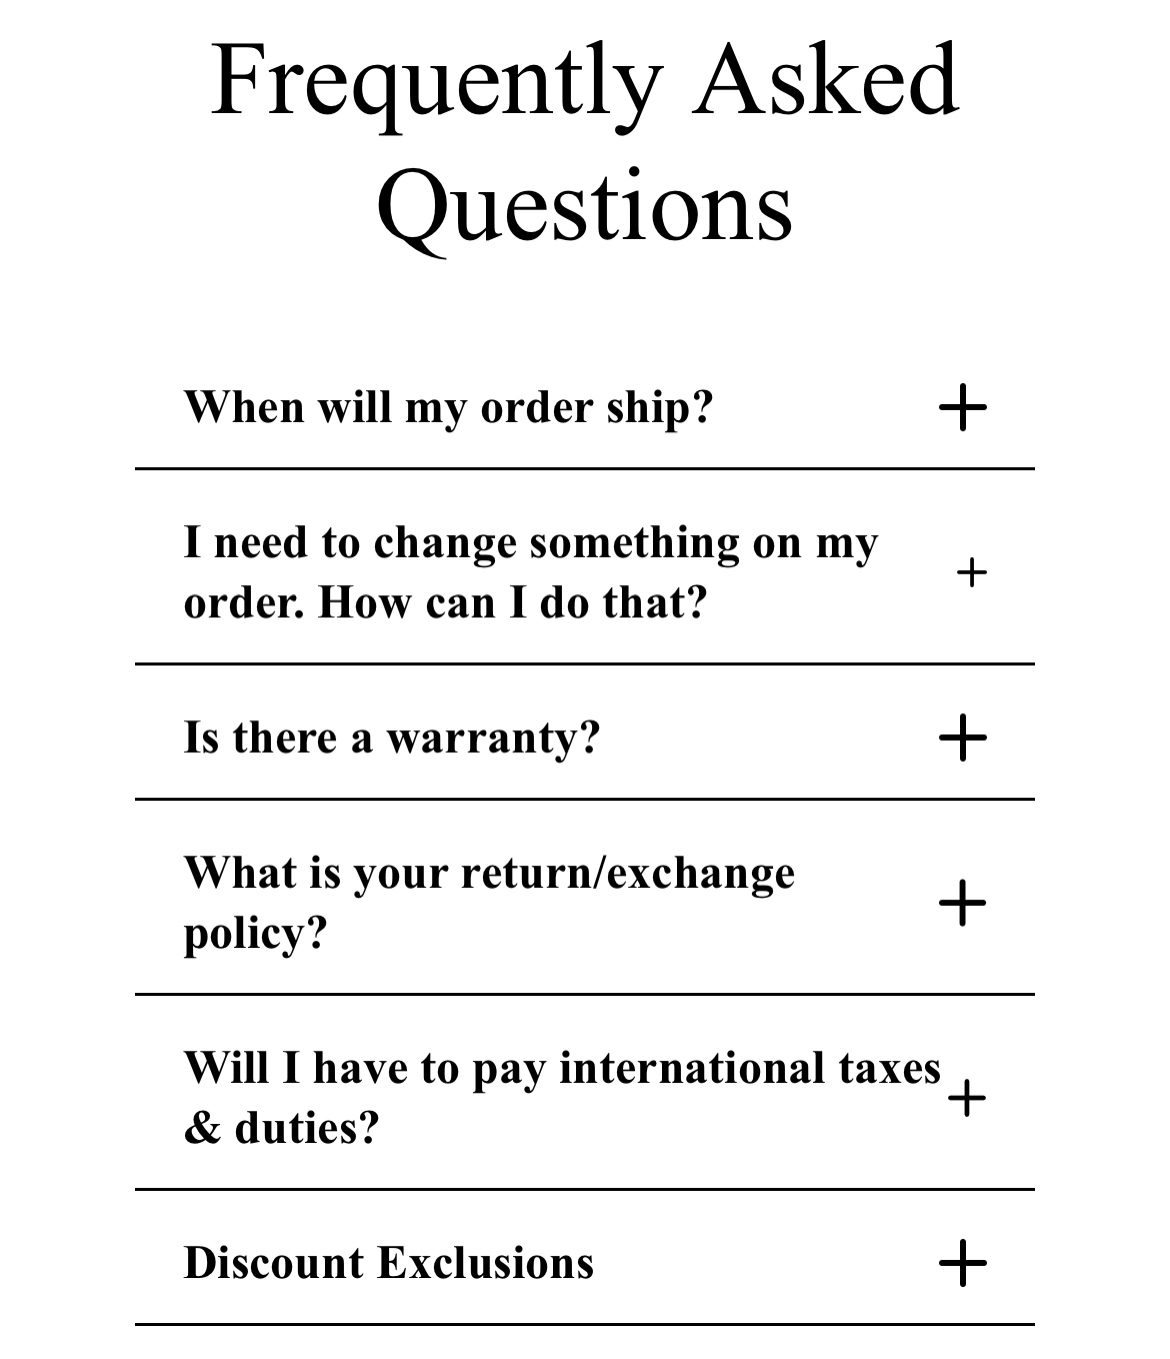 Frequently Asked
Questions
When will my order ship?
I need to change something on my
order. How can I do that?
Is there a warranty?
What is your return/exchange
policy?
Will I have to pay international taxes
& duties?
Discount Exclusions